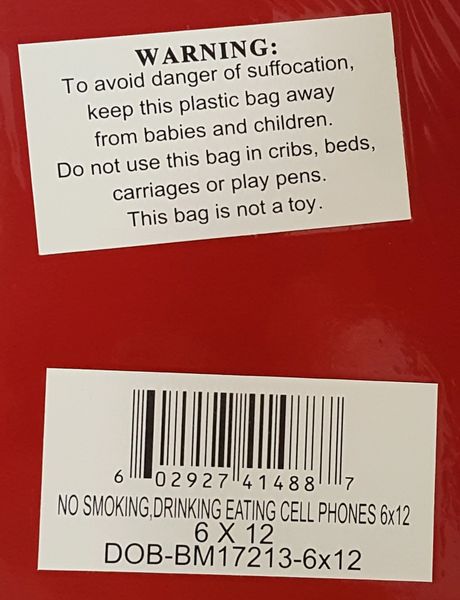 WARNING:
To avoid danger of suffocation,
keep this plastic bag away
from babies and children.
Do not use this bag in cribs, beds,
carriages or play pens.
This bag is not a toy.
6 02927 41488 7
NO SMOKING,DRINKING EATING CELL PHONES 6x12
6 X 12
DOB-BM17213-6x12